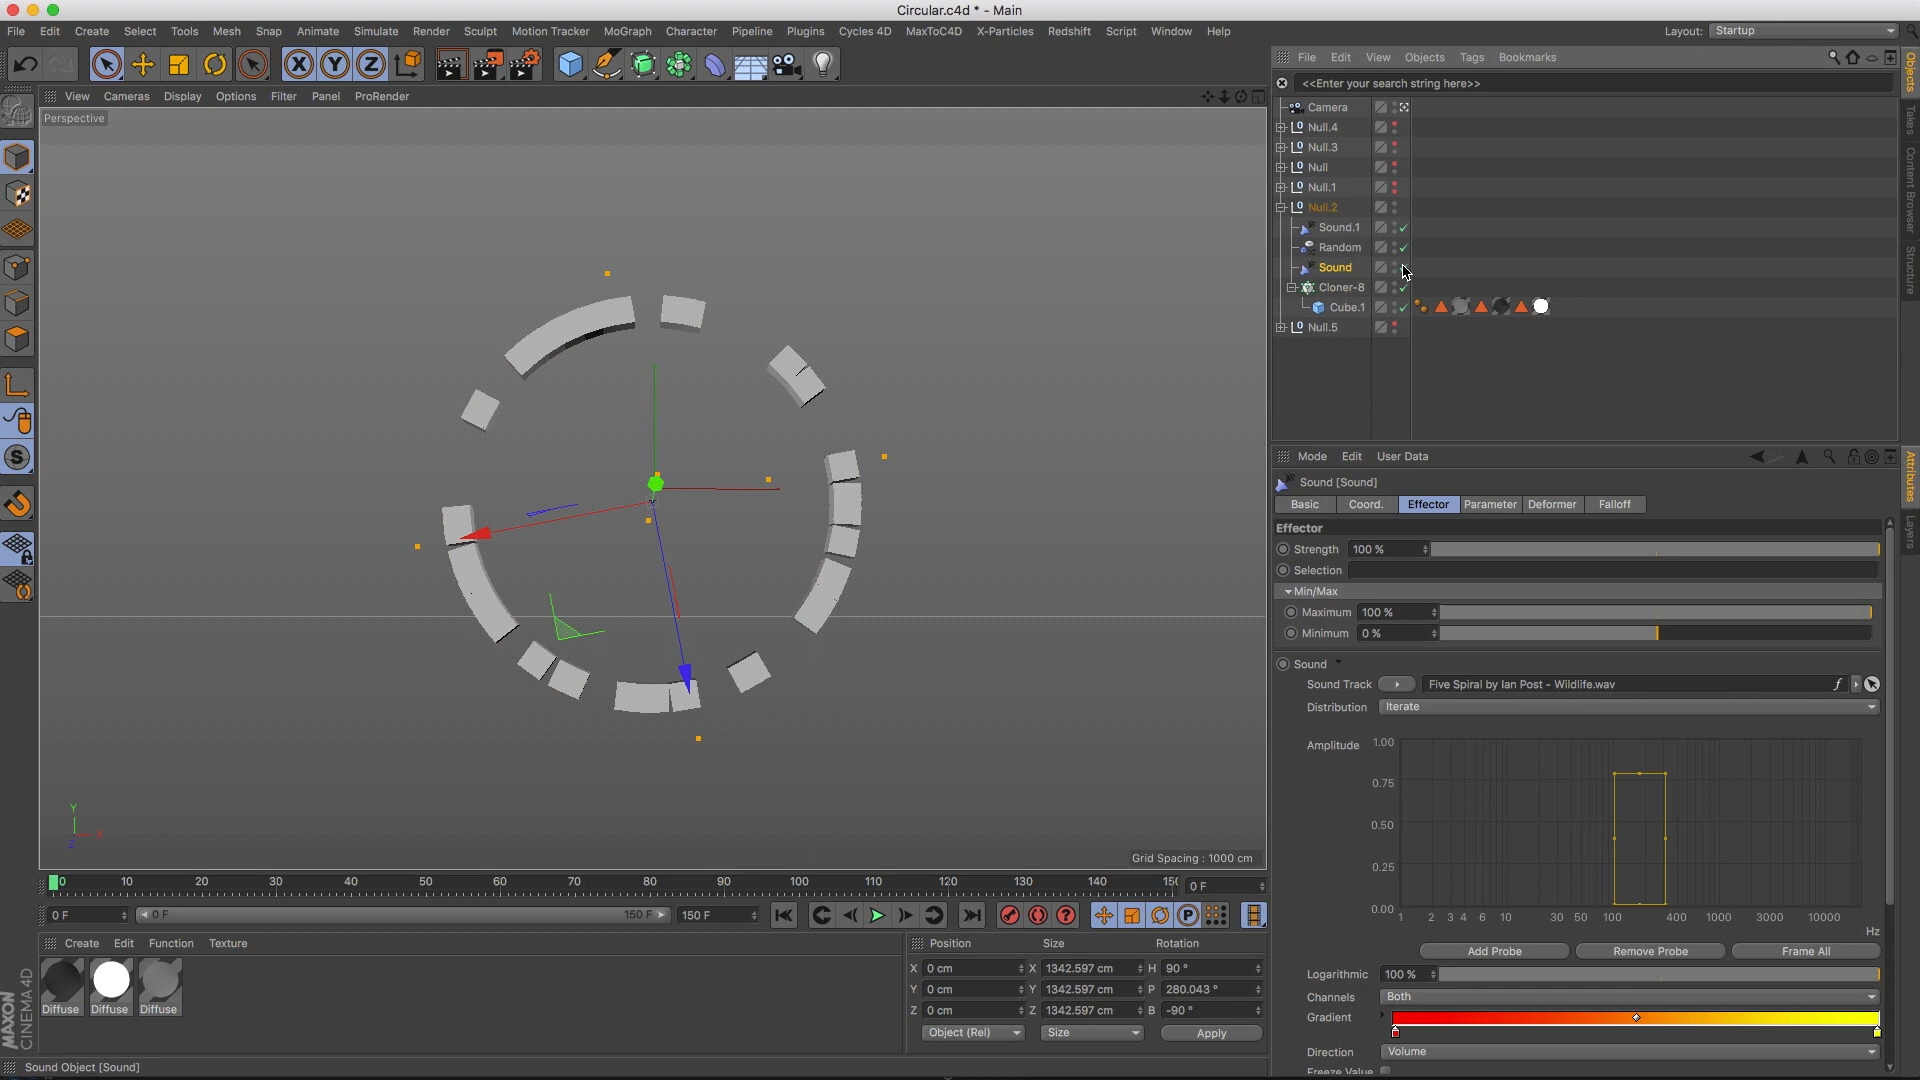 Circular.c4d * - Main
File Edit Create Select Tools Mesh Snap Animate Simulate Render Sculpt Motion Tracker MoGraph Character Pipeline Plugins Cycles 4D MaxToC4D X-Particles Redshift Script Window Help Layout: Startup
X Y Z
File Edit View Objects Tags Bookmarks
<<Enter your search string here>>
View Cameras Display Options Filter Panel ProRender
Perspective
Camera
Null.4
Null.3
Null
Null.1
Null.2
Sound.1
Random
Sound
Cloner-8
Cube.1
Null.5
Objects
Takes
Content Browser
Structure
Mode Edit User Data
Sound [Sound]
Basic Coord. Effector Parameter Deformer Falloff
Effector
Strength 100 %
Selection
Min/Max
Maximum 100 %
Minimum 0 %
Sound
Sound Track Five Spiral by Ian Post - Wildlife.wav
Distribution Iterate
Amplitude 1.00
0.75
0.50
0.25
0.00
1 2 3 4 6 10 30 50 100 400 1000 3000 10000
Hz
Add Probe Remove Probe Frame All
Logarithmic 100 %
Channels Both
Gradient
Direction Volume
Freeze Value
Attributes
Layers
Y
X
Z
Grid Spacing : 1000 cm
0 10 20 30 40 50 60 70 80 90 100 110 120 130 140 150 0 F
0 F 0 F 150 F 150 F
Create Edit Function Texture
Diffuse Diffuse Diffuse
Position Size Rotation
X 0 cm X 1342.597 cm H 90 °
Y 0 cm Y 1342.597 cm P 280.043 °
Z 0 cm Z 1342.597 cm B -90 °
Object (Rel) Size Apply
MAXON CINEMA4D
Sound Object [Sound]